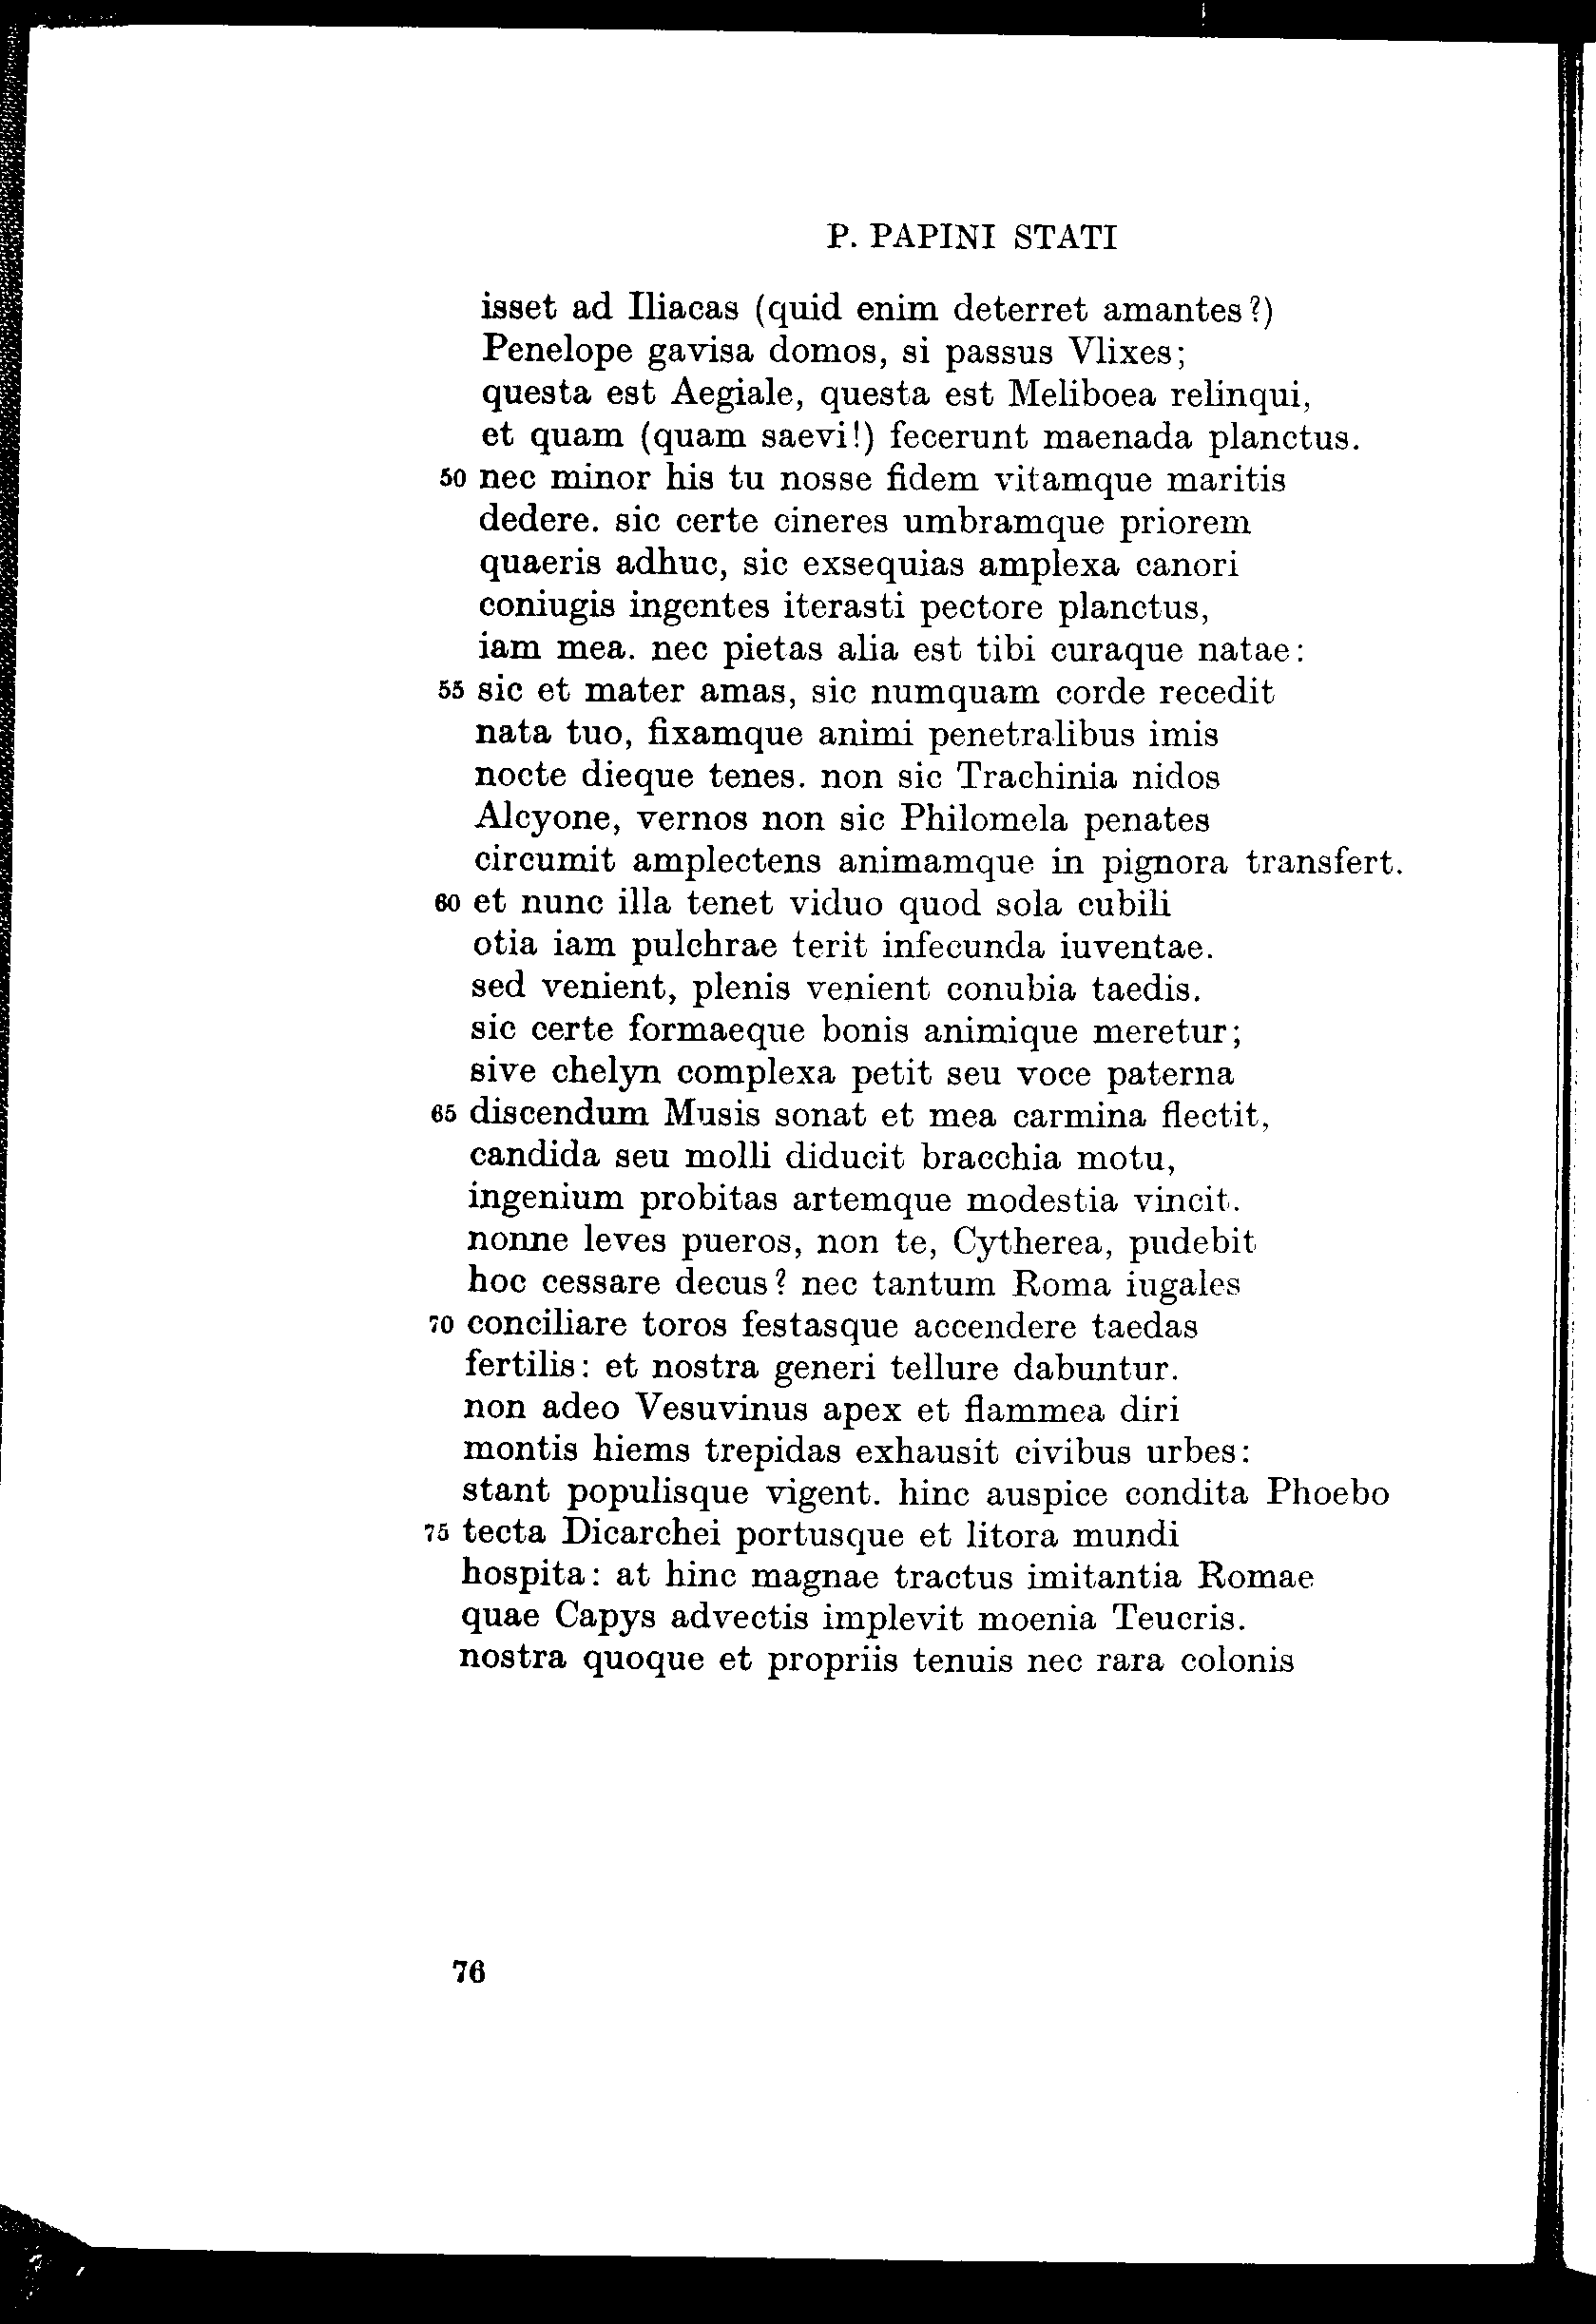 P. PAPINI STATI
isset ad Iliacas (quid enim deterret amantes?)
Penelope gavisa domos, si passus Vlixes;
questa est Aegiale, questa est Meliboea relinqui,
et quam (quam saevi!) fecerunt maenada planctus.
50 nec minor his tu nosse fidem vitamque maritis
dedere. sic certe cineres umbramque priorem
quaeris adhuc, sic exsequias amplexa canori
coniugis ingentes iterasti pectore planctus,
iam mea. nec pietas alia est tibi curaque natae:
55 sic et mater amas, sic numquam corde recedit
nata tuo, fixamque animi penetralibus imis
nocte dieque tenes. non sic Trachinia nidos
Alcyone, vernos non sic Philomela penates
circumit amplectens animamque in pignora transfert.
60 et nunc illa tenet viduo quod sola cubili
otia iam pulchrae terit infecunda iuventae.
sed venient, plenis venient conubia taedis.
sic certe formaeque bonis animique meretur;
sive chelyn complexa petit seu voce paterna
65 discendum Musis sonat et mea carmina flectit,
candida seu molli diducit bracchia motu,
ingenium probitas artemque modestia vincit.
nonne leves pueros, non te, Cytherea, pudebit
hoc cessare decus? nec tantum Roma iugales
70 conciliare toros festasque accendere taedas
fertilis: et nostra generi tellure dabuntur.
non adeo Vesuvinus apex et flammea diri
montis hiems trepidas exhausit civibus urbes:
stant populisque vigent. hinc auspice condita Phoebo
75 tecta Dicarchei portusque et litora mundi
hospita: at hinc magnae tractus imitantia Romae
quae Capys advectis implevit moenia Teucris.
nostra quoque et propriis tenuis nec rara colonis
76